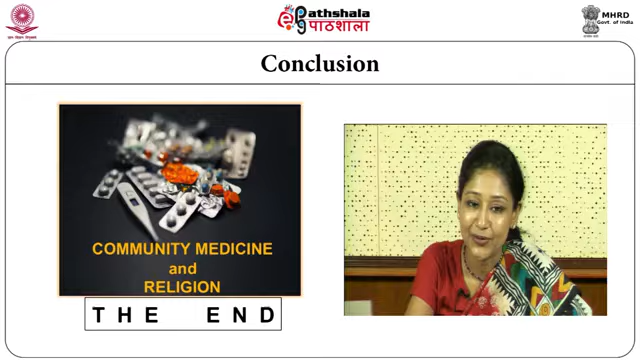 Pathshala
पाठशाला
MHRD
Govt. of India
Conclusion
COMMUNITY MEDICINE
and
RELIGION
THE END